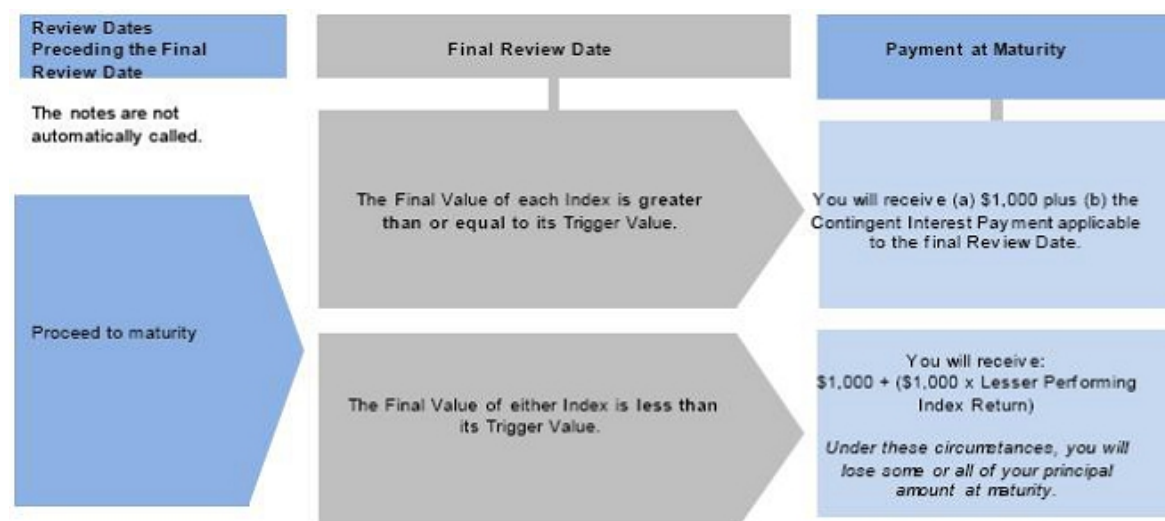 Review Dates
Preceding the Final
Review Date
Final Review Date
Payment at Maturity
The notes are not
automatically called.
Proceed to maturity
The Final Value of each Index is greater
than or equal to its Trigger Value.
You will receive (a) $1,000 plus (b) the
Contingent Interest Payment applicable
to the final Review Date.
The Final Value of either Index is less than
its Trigger Value.
You will receive:
$1,000 + ($1,000 x Lesser Performing
Index Return)
Under these circumstances, you will
lose some or all of your principal
amount at maturity.